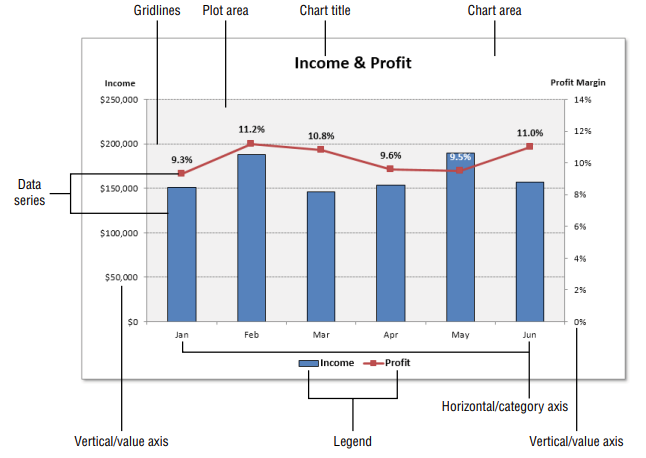 Gridlines Plot area Chart title Chart area
Income & Profit
Income Profit Margin
$250,000 14%
12%
11.2% 10.8% 11.0%
$200,000
9.3% 9.6% 9.5% 10%
Data
series
$150,000 8%
6%
$100,000
4%
$50,000
2%
$0 0%
Jan Feb Mar Apr May Jun
Income Profit
Horizontal/category axis
Vertical/value axis Legend Vertical/value axis